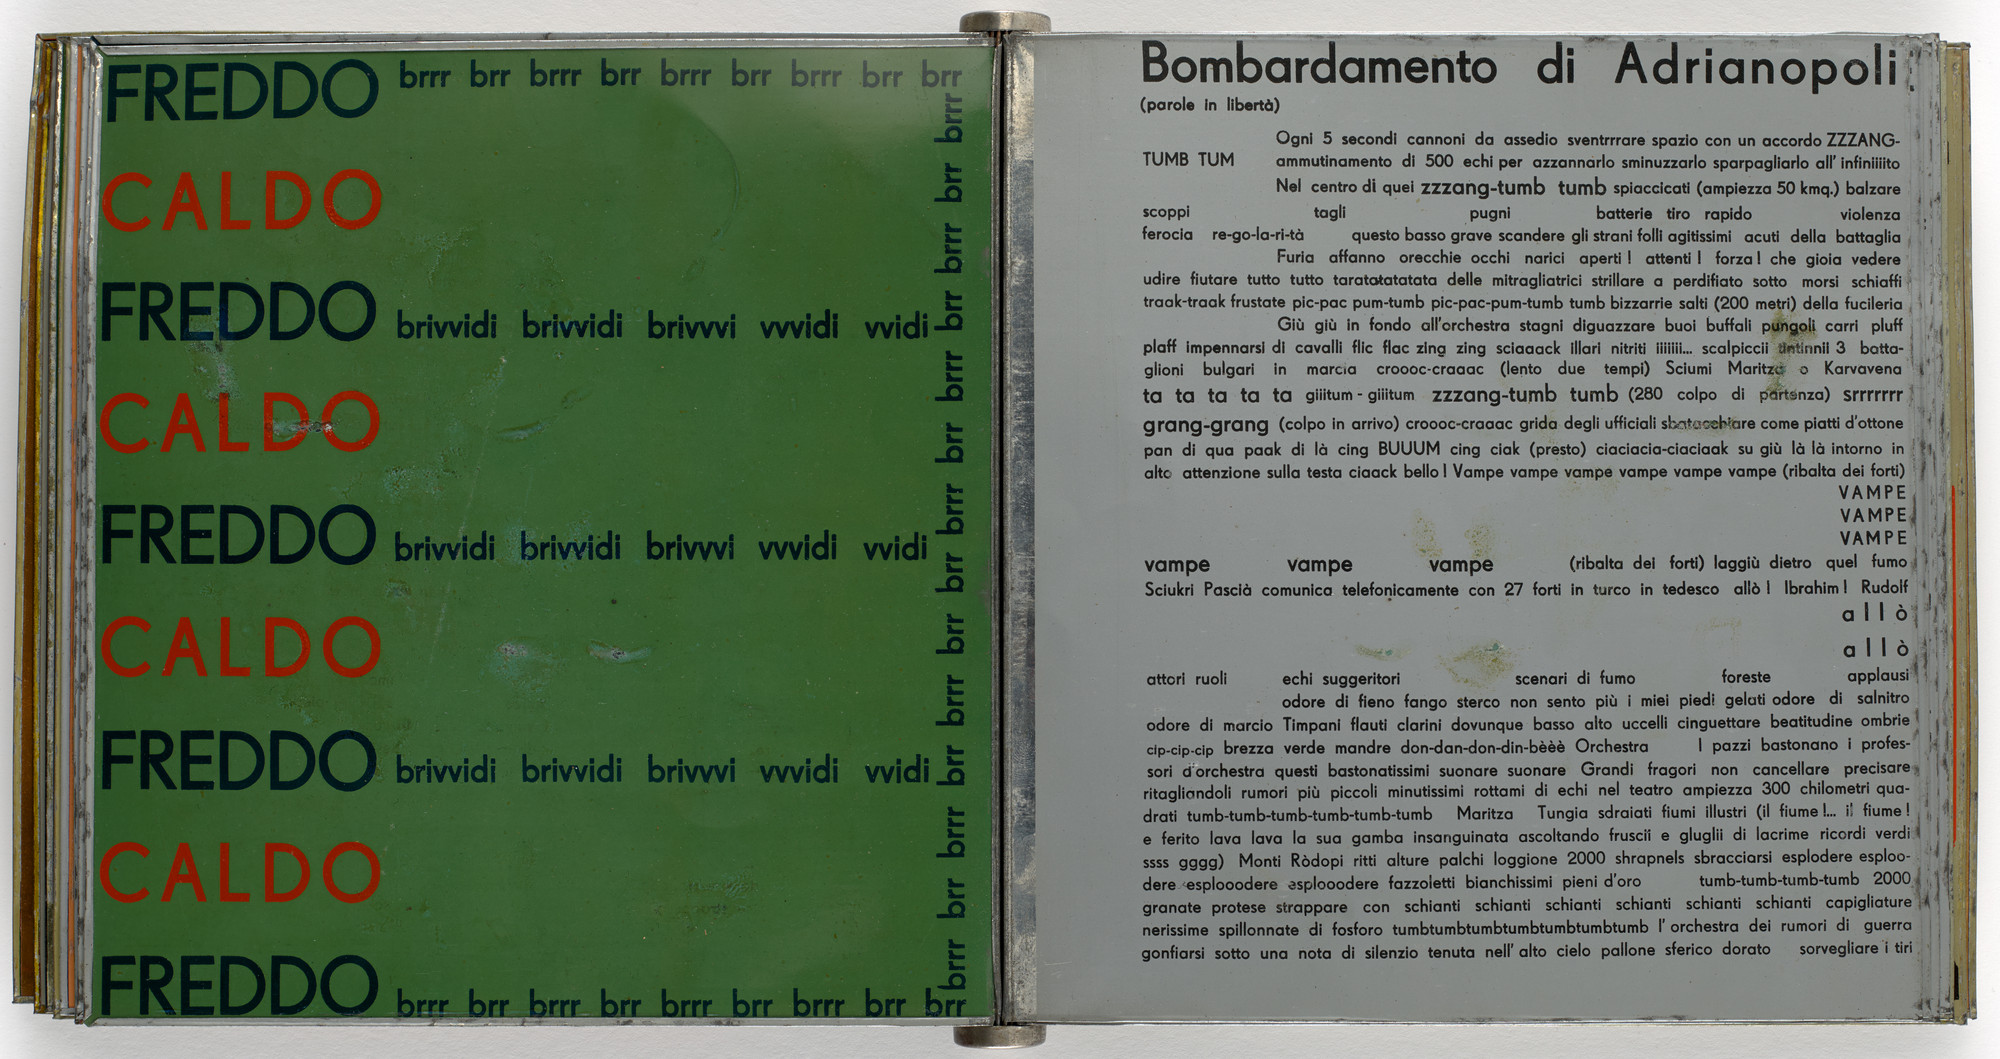 FREDDO brrr brr brrr brr brrr brr brrr brr brr
CALDO
FREDDO brivvidi brivvidi brivvvi vvvidi vvidi
CALDO
FREDDO brivvidi brivvidi brivvvi vvvidi vvidi
CALDO
FREDDO brivvidi brivvidi brivvvi vvvidi vvidi
CALDO
FREDDO brrr brr brrr brr brrr brr brrr brr brr
brrr brr brrr brr brrr brr brrr brr brrr brr brrr brr brrr brr brrr
Bombardamento di Adrianopoli
(parole in libertà)
Ogni 5 secondi cannoni da assedio sventrrrare spazio con un accordo ZZZANG-
TUMB TUM ammutinamento di 500 echi per azzannarlo sminuzzarlo sparpagliarlo all' infiniiiito
Nel centro di quei zzzang-tumb tumb spiaccicati (ampiezza 50 kmq.) balzare
scoppi tagli pugni batterie tiro rapido violenza
ferocia re-go-la-ri-tà questo basso grave scandere gli strani folli agitissimi acuti della battaglia
Furia affanno orecchie occhi narici aperti ! attenti ! forza ! che gioia vedere
udire fiutare tutto tutto taratatatatata delle mitragliatrici strillare a perdifiato sotto morsi schiaffi
traak-traak frustate pic-pac pum-tumb pic-pac-pum-tumb tumb bizzarrie salti (200 metri) della fucileria
Giù giù in fondo all'orchestra stagni diguazzare buoi buffali pungoli carri pluff
plaff impennarsi di cavalli flic flac zing zing sciaaack illari nitriti iiiiiii... scalpiccii tintinnii 3 batta-
glioni bulgari in marcia croooc-craaac (lento due tempi) Sciumi Maritza o Karvavena
ta ta ta ta ta giiitum - giiitum zzzang-tumb tumb (280 colpo di partenza) srrrrrrr
grang-grang (colpo in arrivo) croooc-craaac grida degli ufficiali sbatacchiare come piatti d'ottone
pan di qua paak di là cing BUUUM cing ciak (presto) ciaciacia-ciaciaak su giù là là intorno in
alto attenzione sulla testa ciaack bello ! Vampe vampe vampe vampe vampe vampe (ribalta dei forti)
VAMPE
VAMPE
VAMPE
vampe vampe vampe (ribalta dei forti) laggiù dietro quel fumo
Sciukri Pascià comunica telefonicamente con 27 forti in turco in tedesco allò ! Ibrahim ! Rudolf
allò
allò
attori ruoli echi suggeritori scenari di fumo foreste applausi
odore di fieno fango sterco non sento più i miei piedi gelati odore di salnitro
odore di marcio Timpani flauti clarini dovunque basso alto uccelli cinguettare beatitudine ombrie
cip-cip-cip brezza verde mandre don-dan-don-din-bèèè Orchestra I pazzi bastonano i profes-
sori d'orchestra questi bastonatissimi suonare suonare Grandi fragori non cancellare precisare
ritagliandoli rumori più piccoli minutissimi rottami di echi nel teatro ampiezza 300 chilometri qua-
drati tumb-tumb-tumb-tumb-tumb-tumb Maritza Tungia sdraiati fiumi illustri (il fiume !... il fiume !
e ferito lava lava la sua gamba insanguinata ascoltando fruscii e gluglii di lacrime ricordi verdi
ssss gggg) Monti Ròdopi ritti alture palchi loggione 2000 shrapnels sbracciarsi esplodere esploo-
dere esplooodere esplooodere fazzoletti bianchissimi pieni d'oro tumb-tumb-tumb-tumb 2000
granate protese strappare con schianti schianti schianti schianti schianti schianti capigliature
nerissime spillonnate di fosforo tumbtumbtumbtumbtumbtumbtumb l'orchestra dei rumori di guerra
gonfiarsi sotto una nota di silenzio tenuta nell' alto cielo pallone sferico dorato sorvegliare i tiri